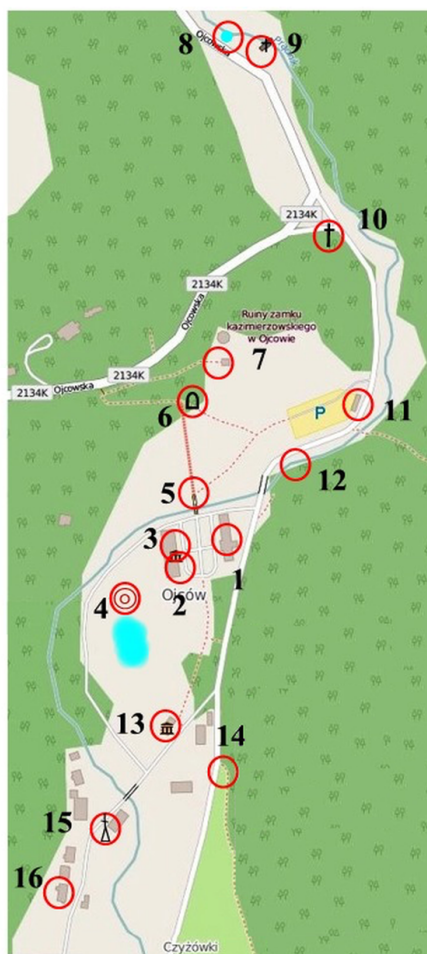 8
9
Ojcowska
Prądnik
10
2134K
2134K
Ojcowska
Ruiny zamku
kazimierzowskiego
w Ojcowie
7
2134K
2134K
Ojcowska
6
P
11
5
12
3
1
2
4
Ojców
13
14
15
16
Czyżówki